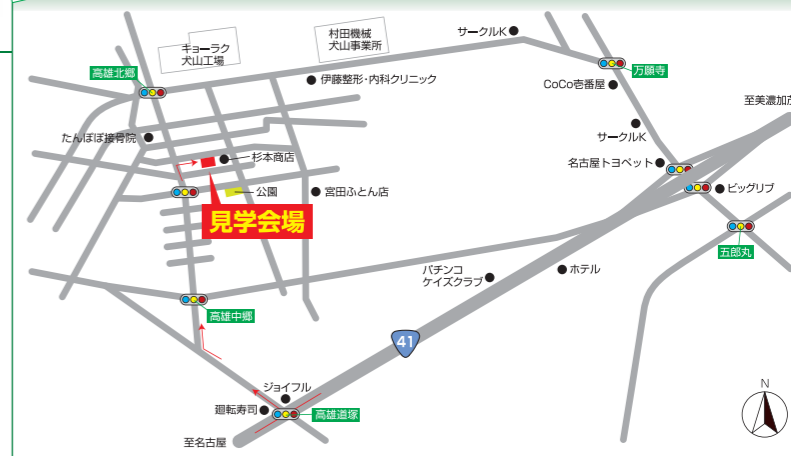 サークルK
キョーラク
犬山工場
村田機械
犬山事業所
高雄北郷
伊藤整形・内科クリニック
万願寺
CoCo壱番屋
至美濃加茂
たんぽぽ接骨院
サークルK
杉本商店
名古屋トヨペット
公園
宮田ふとん店
ビッグリブ
見学会場
五郎丸
パチンコ
ケイズクラブ
ホテル
高雄中郷
41
ジョイフル
N
廻転寿司
高雄道塚
至名古屋